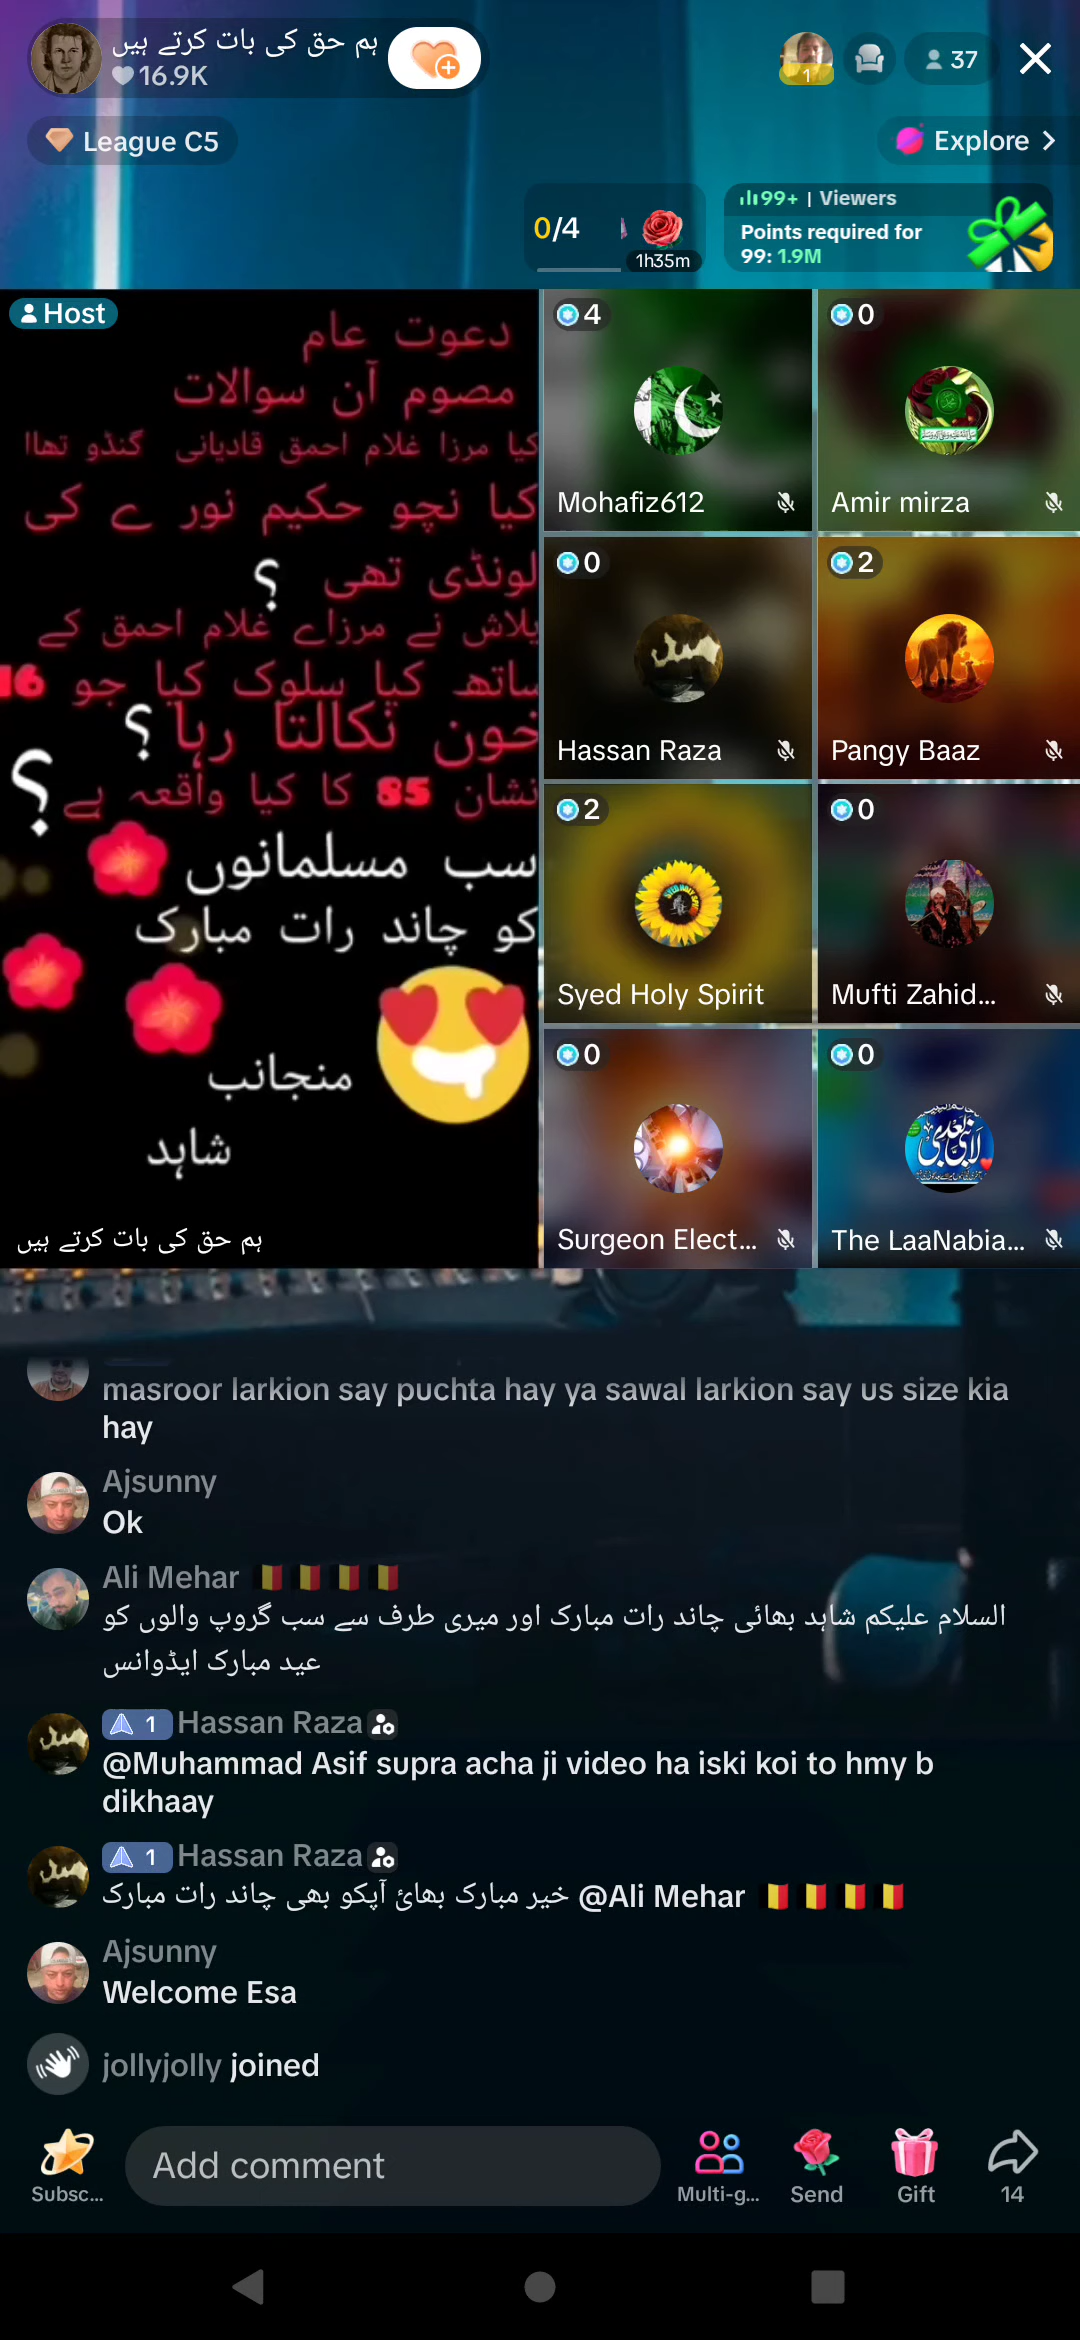 ہم حق کی بات کرتے ہیں
16.9K
1
37
League C5
Explore
0/4
1h35m
99+ | Viewers
Points required for
99: 1.9M
Host
دعوت عام
مصوم آن سوالات
کیا مرزا غلام احمق قادیانی گنڈو تھاا
کیا نچو حکیم نور ے کی
لونڈی تھی ؟
یلاش نے مرزاے غلام احمق کے
ساتھ کیا سلوک کیا جو 16
خون نکالتا رہا ؟
نشان 85 کا کیا واقعہ ہے ؟
سب مسلمانوں
کو چاند رات مبارک
منجانب
شاہد
ہم حق کی بات کرتے ہیں
4
Mohafiz612
0
Amir mirza
0
Hassan Raza
2
Pangy Baaz
2
Syed Holy Spirit
0
Mufti Zahid...
0
Surgeon Elect...
0
The LaaNabia...
masroor larkion say puchta hay ya sawal larkion say us size kia
hay
Ajsunny
Ok
Ali Mehar
السلام علیکم شاہد بھائی چاند رات مبارک اور میری طرف سے سب گروپ والوں کو
عید مبارک ایڈوانس
1 Hassan Raza
@Muhammad Asif supra acha ji video ha iski koi to hmy b
dikhaay
1 Hassan Raza
خیر مبارک بھائ آپکو بھی چاند رات مبارک @Ali Mehar
Ajsunny
Welcome Esa
jollyjolly joined
Add comment
Subsc...
Multi-g...
Send
Gift
14